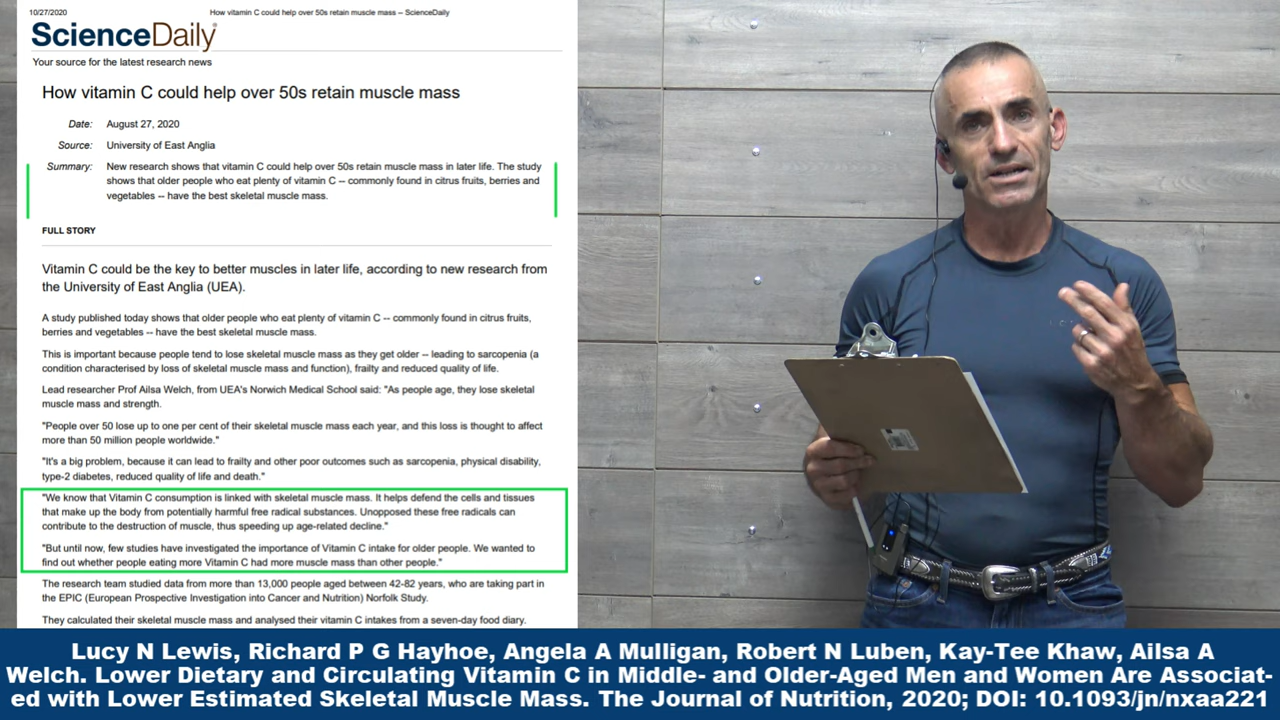 10/27/2020 How vitamin C could help over 50s retain muscle mass -- ScienceDaily
ScienceDaily
Your source for the latest research news
How vitamin C could help over 50s retain muscle mass
Date: August 27, 2020
Source: University of East Anglia
Summary: New research shows that vitamin C could help over 50s retain muscle mass in later life. The study
shows that older people who eat plenty of vitamin C -- commonly found in citrus fruits, berries and
vegetables -- have the best skeletal muscle mass.
FULL STORY
Vitamin C could be the key to better muscles in later life, according to new research from
the University of East Anglia (UEA).
A study published today shows that older people who eat plenty of vitamin C -- commonly found in citrus fruits,
berries and vegetables -- have the best skeletal muscle mass.
This is important because people tend to lose skeletal muscle mass as they get older -- leading to sarcopenia (a
condition characterised by loss of skeletal muscle mass and function), frailty and reduced quality of life.
Lead researcher Prof Ailsa Welch, from UEA's Norwich Medical School said: "As people age, they lose skeletal
muscle mass and strength.
"People over 50 lose up to one per cent of their skeletal muscle mass each year, and this loss is thought to affect
more than 50 million people worldwide."
"It's a big problem, because it can lead to frailty and other poor outcomes such as sarcopenia, physical disability,
type-2 diabetes, reduced quality of life and death."
"We know that Vitamin C consumption is linked with skeletal muscle mass. It helps defend the cells and tissues
that make up the body from potentially harmful free radical substances. Unopposed these free radicals can
contribute to the destruction of muscle, thus speeding up age-related decline."
"But until now, few studies have investigated the importance of Vitamin C intake for older people. We wanted to
find out whether people eating more Vitamin C had more muscle mass than other people."
The research team studied data from more than 13,000 people aged between 42-82 years, who are taking part in
the EPIC (European Prospective Investigation into Cancer and Nutrition) Norfolk Study.
They calculated their skeletal muscle mass and analysed their vitamin C intakes from a seven-day food diary.
Lucy N Lewis, Richard P G Hayhoe, Angela A Mulligan, Robert N Luben, Kay-Tee Khaw, Ailsa A
Welch. Lower Dietary and Circulating Vitamin C in Middle- and Older-Aged Men and Women Are Associat-
ed with Lower Estimated Skeletal Muscle Mass. The Journal of Nutrition, 2020; DOI: 10.1093/jn/nxaa221